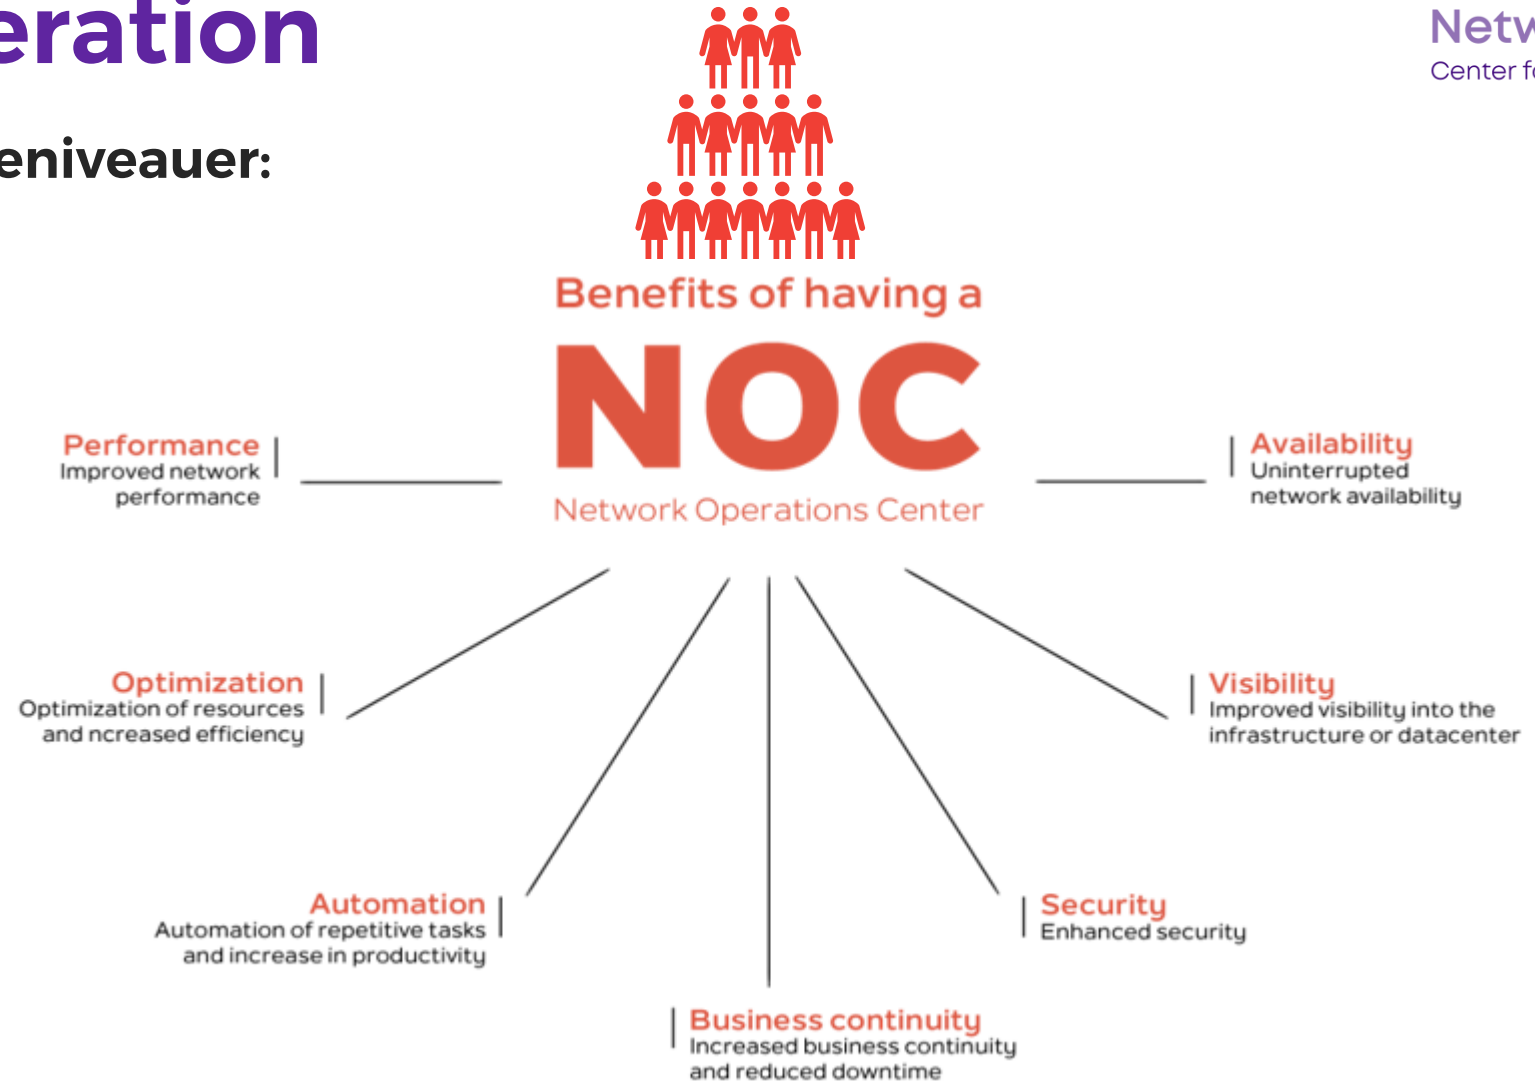 eration
Netw
Center fo
eniveauer:
Benefits of having a
NOC
Network Operations Center
Performance
Improved network
performance
Availability
Uninterrupted
network availability
Optimization
Optimization of resources
and ncreased efficiency
Visibility
Improved visibility into the
infrastructure or datacenter
Automation
Automation of repetitive tasks
and increase in productivity
Security
Enhanced security
Business continuity
Increased business continuity
and reduced downtime